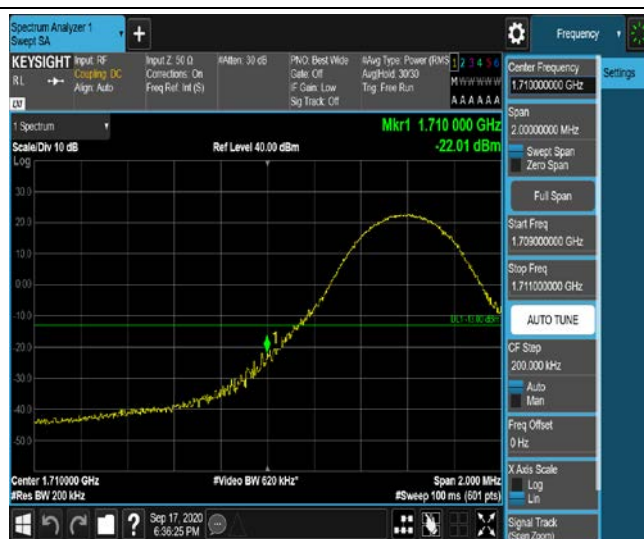 Spectrum Analyzer 1
Swept SA
+
Frequency
KEYSIGHT
RL
Input: RF
Coupling: DC
Align: Auto
Input Z: 50 Ω
Corrections: On
Freq Ref: Int (S)
#Atten: 30 dB
PNO: Best Wide
Gate: Off
IF Gain: Low
Sig Track: Off
#Avg Type: Power (RMS
Avg|Hold: 30/30
Trig: Free Run
1 2 3 4 5 6
M W W W W W
A A A A A A
1 Spectrum
Scale/Div 10 dB
Log
Ref Level 40.00 dBm
Mkr1 1.710 000 GHz
-22.01 dBm
30.0
20.0
10.0
0.00
-10.0
-20.0
-30.0
-40.0
-50.0
DL1 -13.00 dBm
1
Center 1.710000 GHz
#Res BW 200 kHz
#Video BW 620 kHz*
Span 2.000 MHz
#Sweep 100 ms (601 pts)
Sep 17, 2020
6:36:25 PM
?
Center Frequency
1.710000000 GHz
Settings
Span
2.00000000 MHz
Swept Span
Zero Span
Full Span
Start Freq
1.709000000 GHz
Stop Freq
1.711000000 GHz
AUTO TUNE
CF Step
200.000 kHz
Auto
Man
Freq Offset
0 Hz
X Axis Scale
Log
Lin
Signal Track
(Span Zoom)